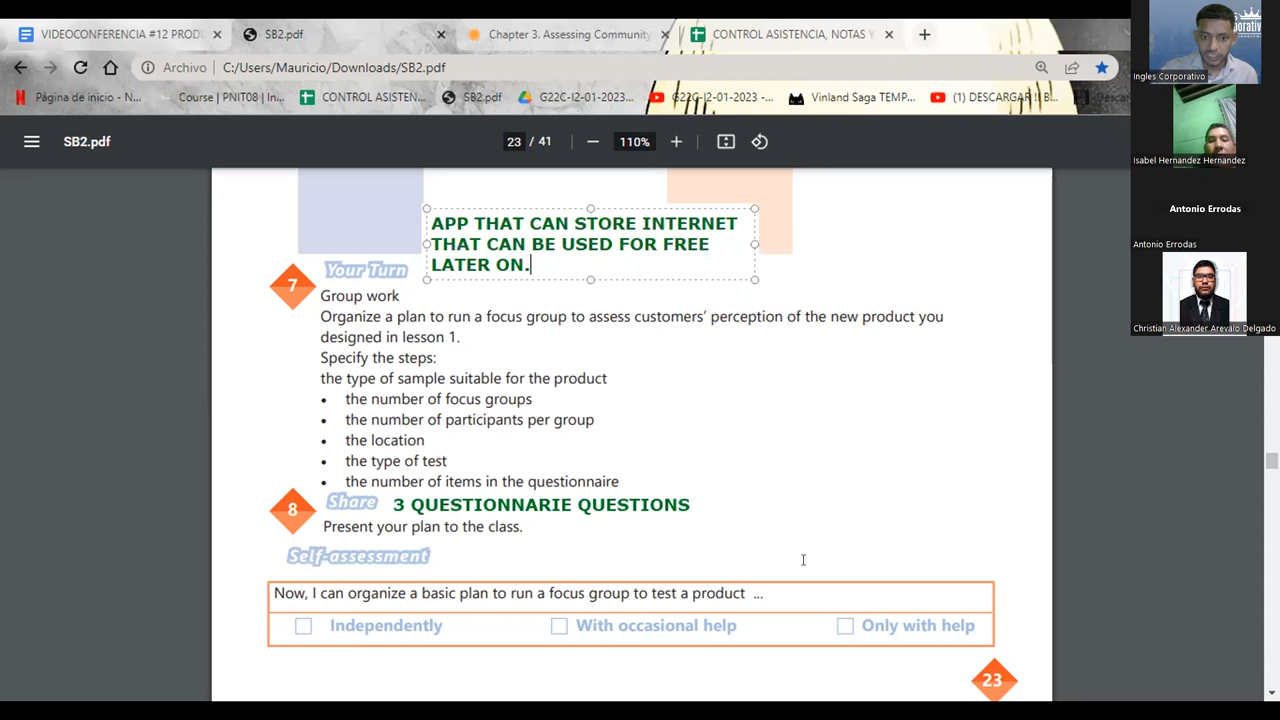 VIDEOCONFERENCIA #12 PROD
SB2.pdf
Chapter 3. Assessing Community
CONTROL ASISTENCIA, NOTAS Y
Archivo
C:/Users/Mauricio/Downloads/SB2.pdf
Página de inicio - N...
Course | PNIT08 | In...
CONTROL ASISTEN...
SB2.pdf
G22C-I2-01-2023...
G22C-I2-01-2023 -...
Vinland Saga TEMP...
(1) DESCARGAR
SB2.pdf
23 / 41
110%
APP THAT CAN STORE INTERNET
THAT CAN BE USED FOR FREE
LATER ON.
7
Your Turn
Group work
Organize a plan to run a focus group to assess customers’ perception of the new product you
designed in lesson 1.
Specify the steps:
the type of sample suitable for the product
• the number of focus groups
• the number of participants per group
• the location
• the type of test
• the number of items in the questionnaire
8
Share
3 QUESTIONNARIE QUESTIONS
Present your plan to the class.
Self-assessment
Now, I can organize a basic plan to run a focus group to test a product ...
Independently
With occasional help
Only with help
23
Ingles Corporativo
Isabel Hernandez Hernandez
Antonio Errodas
Antonio Errodas
Christian Alexander Arevalo Delgado